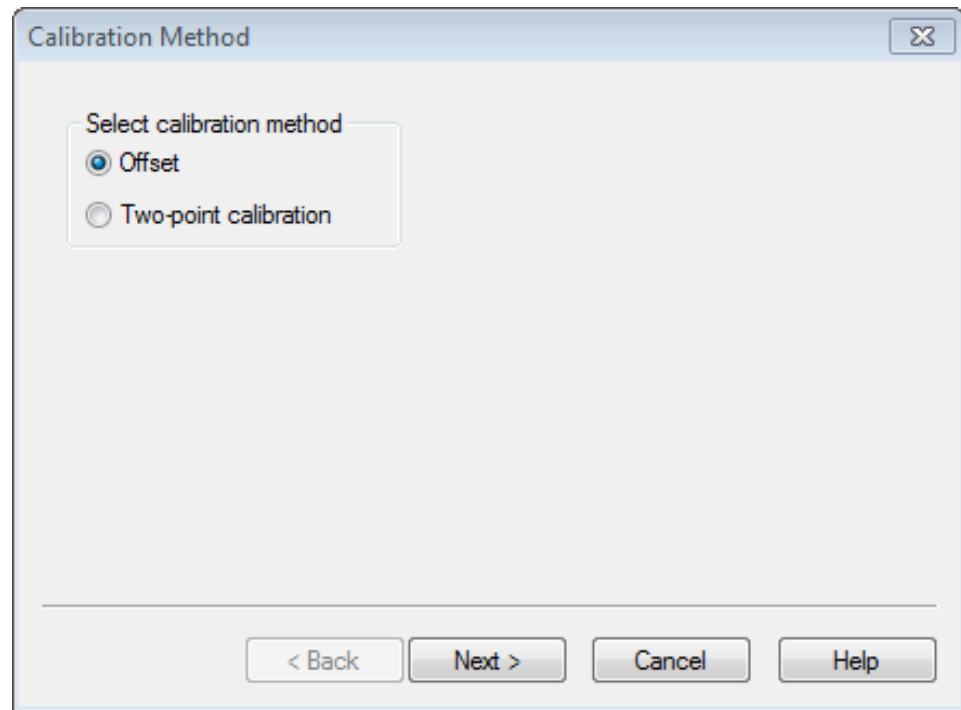 Calibration Method
Select calibration method
Offset
Two-point calibration
< Back Next > Cancel Help